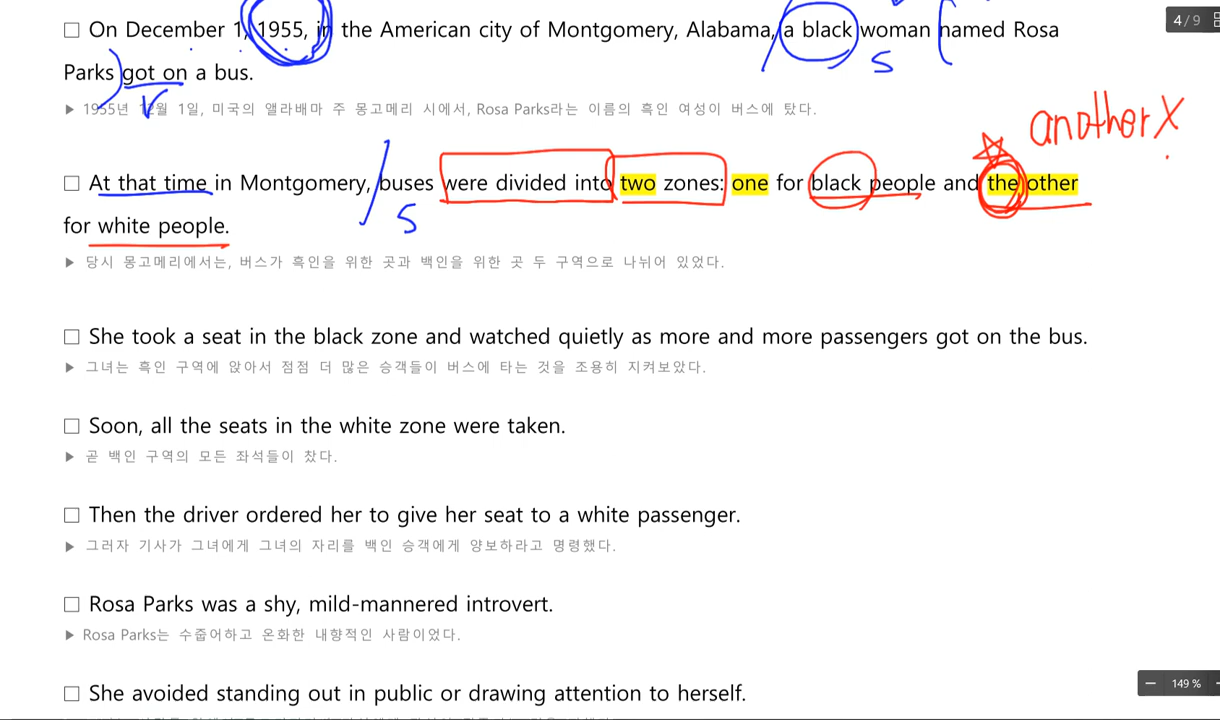 4 / 9
□ On December 1, 1955, in the American city of Montgomery, Alabama, a black woman named Rosa
S
Parks got on a bus.
V
▶ 1955년 12월 1일, 미국의 앨라배마 주 몽고메리 시에서, Rosa Parks라는 이름의 흑인 여성이 버스에 탔다.
another X
□ At that time in Montgomery, buses were divided into two zones: one for black people and the other
S
for white people.
▶ 당시 몽고메리에서는, 버스가 흑인을 위한 곳과 백인을 위한 곳 두 구역으로 나뉘어 있었다.
□ She took a seat in the black zone and watched quietly as more and more passengers got on the bus.
▶ 그녀는 흑인 구역에 앉아서 점점 더 많은 승객들이 버스에 타는 것을 조용히 지켜보았다.
□ Soon, all the seats in the white zone were taken.
▶ 곧 백인 구역의 모든 좌석들이 찼다.
□ Then the driver ordered her to give her seat to a white passenger.
▶ 그러자 기사가 그녀에게 그녀의 자리를 백인 승객에게 양보하라고 명령했다.
□ Rosa Parks was a shy, mild-mannered introvert.
▶ Rosa Parks는 수줍어하고 온화한 내향적인 사람이었다.
□ She avoided standing out in public or drawing attention to herself.
149 %